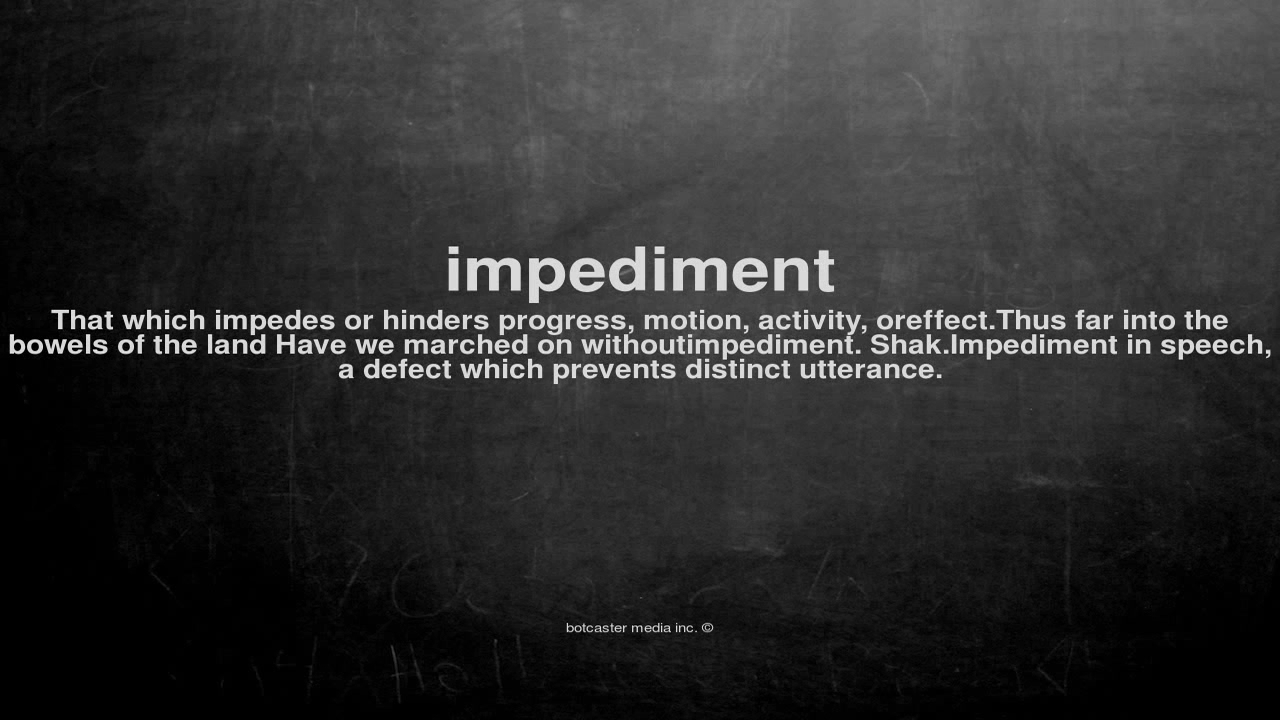 impediment
That which impedes or hinders progress, motion, activity, oreffect.Thus far into the
bowels of the land Have we marched on withoutimpediment. Shak.Impediment in speech,
a defect which prevents distinct utterance.
botcaster media inc. ©